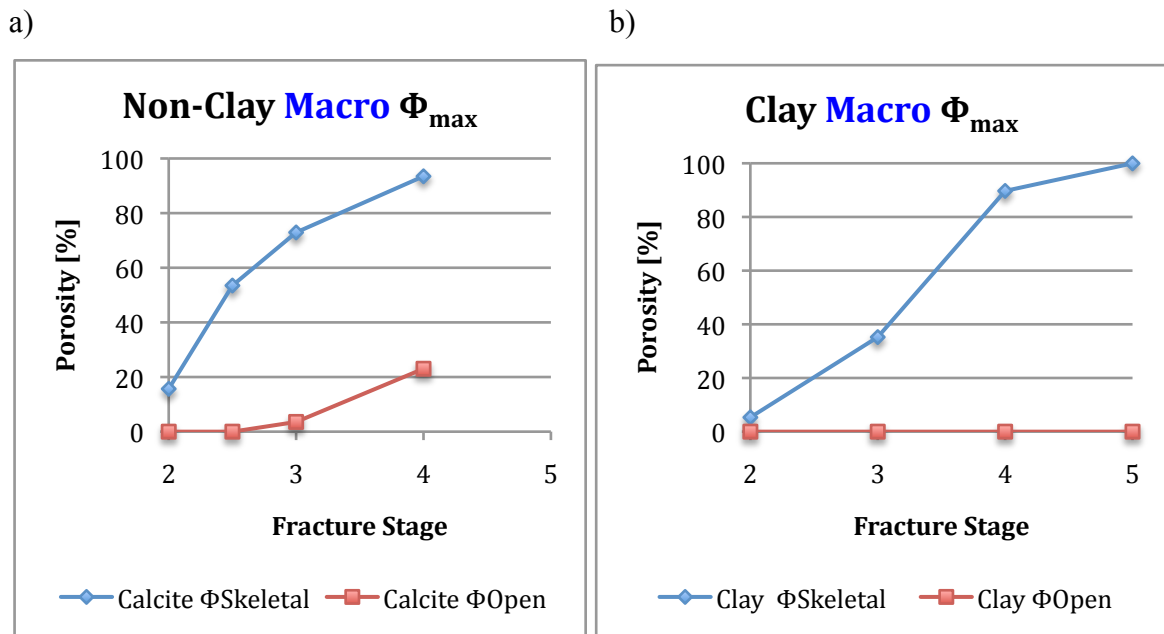 a)
Non-Clay Macro Φmax
Porosity [%]
100
80
60
40
20
0
2 3 4 5
Fracture Stage
Calcite ΦSkeletal Calcite ΦOpen
b)
Clay Macro Φmax
Porosity [%]
100
80
60
40
20
0
2 3 4 5
Fracture Stage
Clay ΦSkeletal Clay ΦOpen